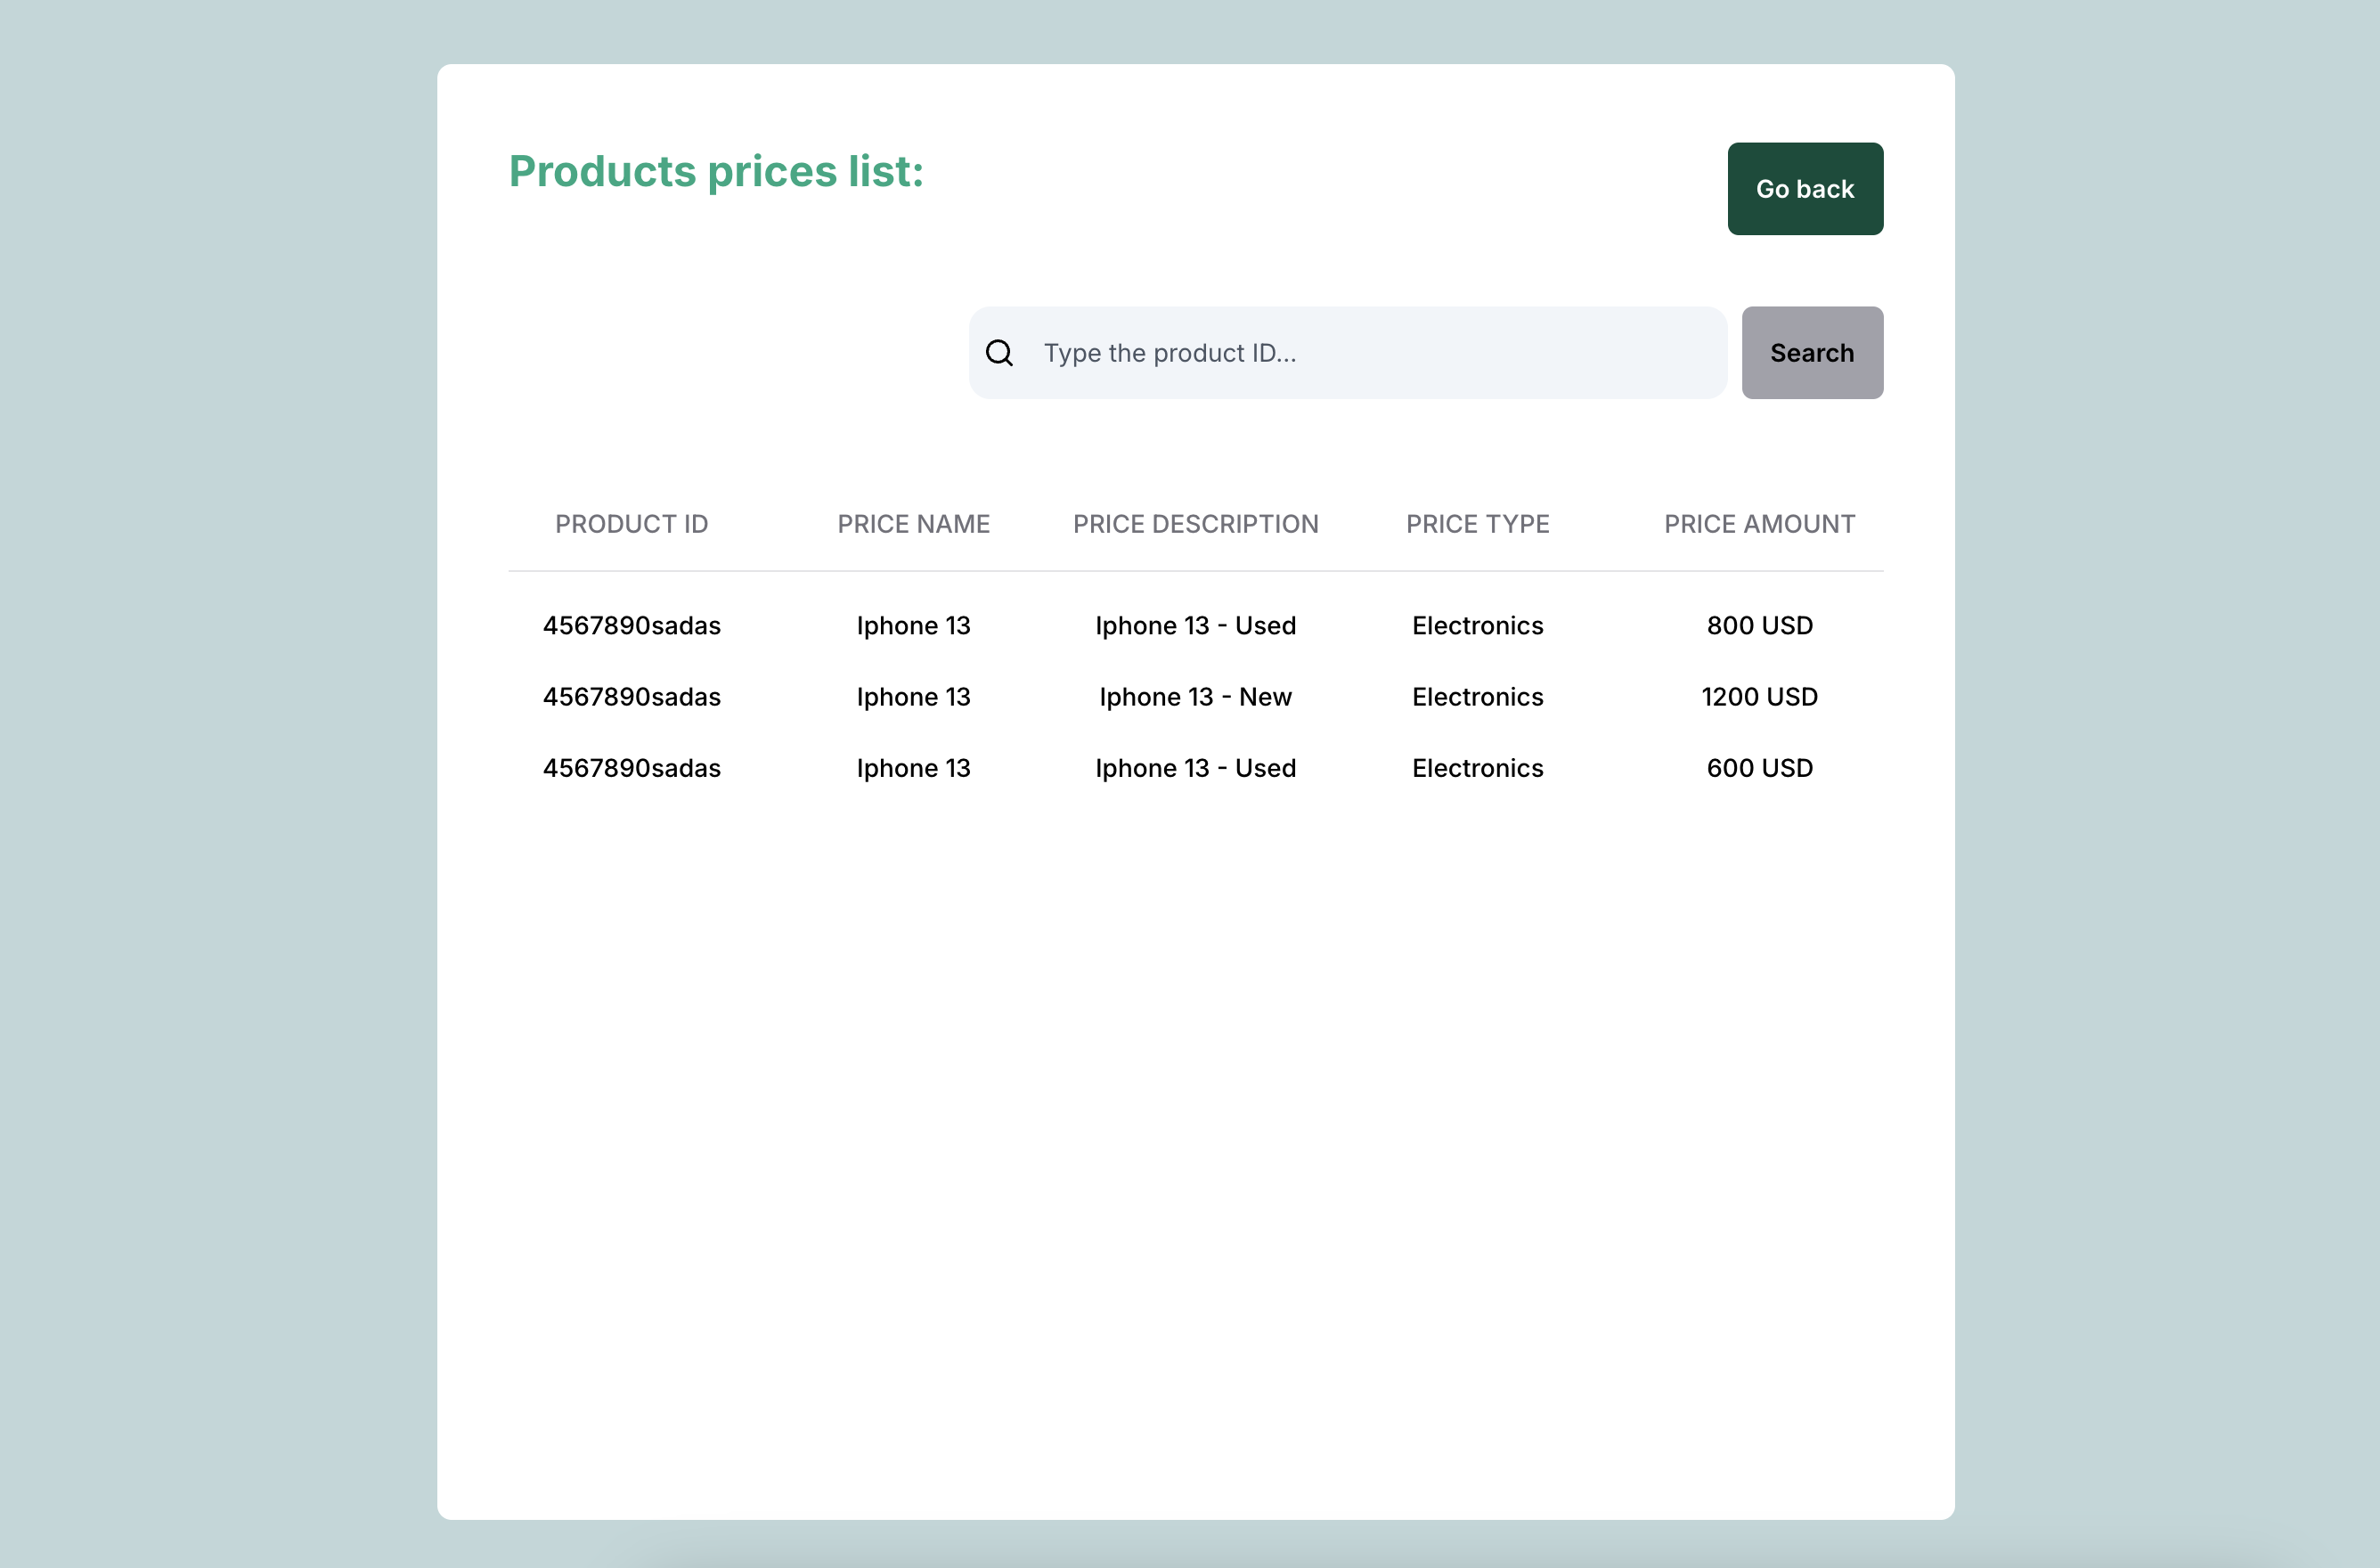 Products prices list:
Go back
Type the product ID...
Search
PRODUCT ID PRICE NAME PRICE DESCRIPTION PRICE TYPE PRICE AMOUNT
4567890sadas Iphone 13 Iphone 13 - Used Electronics 800 USD
4567890sadas Iphone 13 Iphone 13 - New Electronics 1200 USD
4567890sadas Iphone 13 Iphone 13 - Used Electronics 600 USD